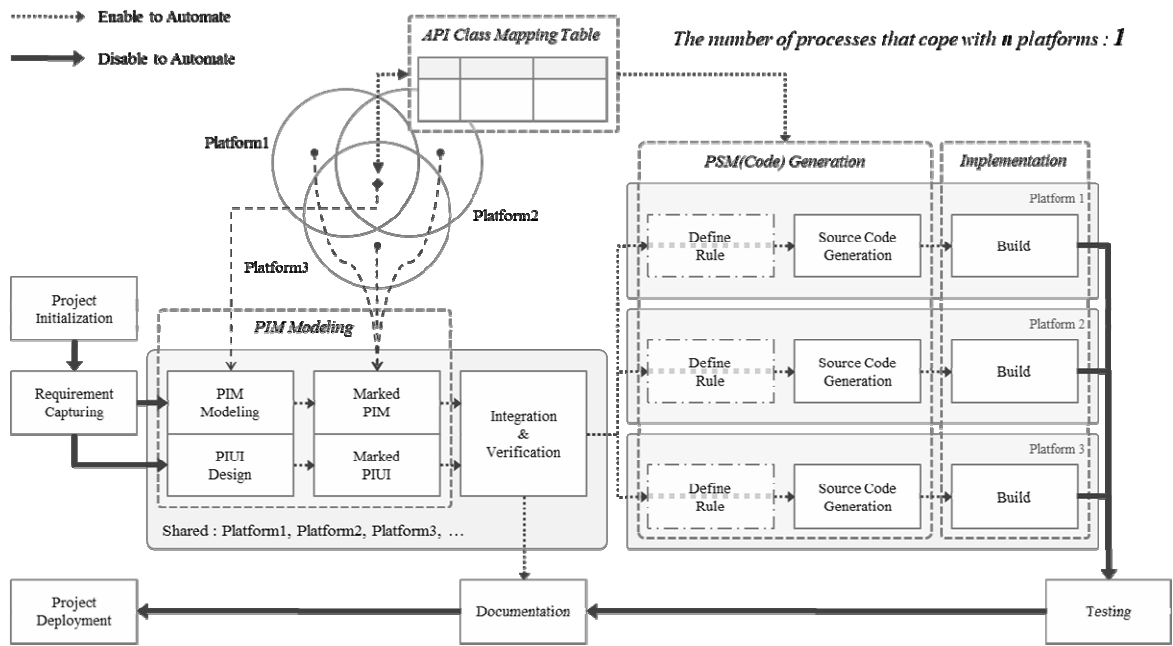 Enable to Automate
Disable to Automate
API Class Mapping Table
The number of processes that cope with n platforms : 1
Platform1
Platform2
Platform3
PSM(Code) Generation
Implementation
Platform 1
Define
Rule
Source Code
Generation
Build
Project
Initialization
PIM Modeling
Platform 2
Define
Rule
Source Code
Generation
Build
Requirement
Capturing
PIM
Modeling
Marked
PIM
PIUI
Design
Marked
PIUI
Integration
&
Verification
Platform 3
Define
Rule
Source Code
Generation
Build
Shared : Platform1, Platform2, Platform3, …
Project
Deployment
Documentation
Testing